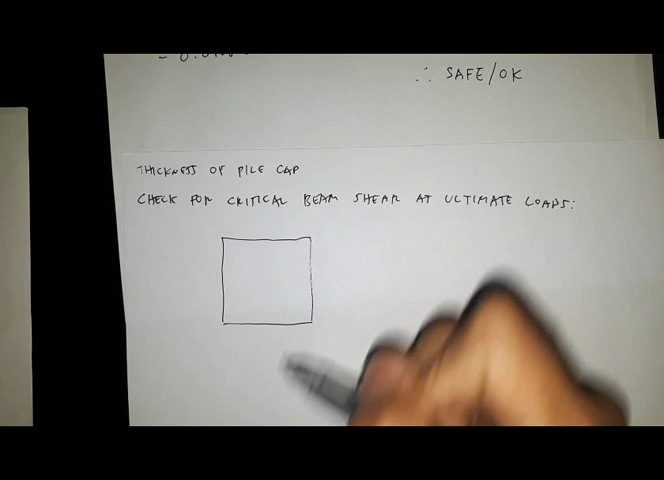 ∴ SAFE/OK
THICKNESS OF PILE CAP
CHECK FOR CRITICAL BEAM SHEAR AT ULTIMATE LOADS: